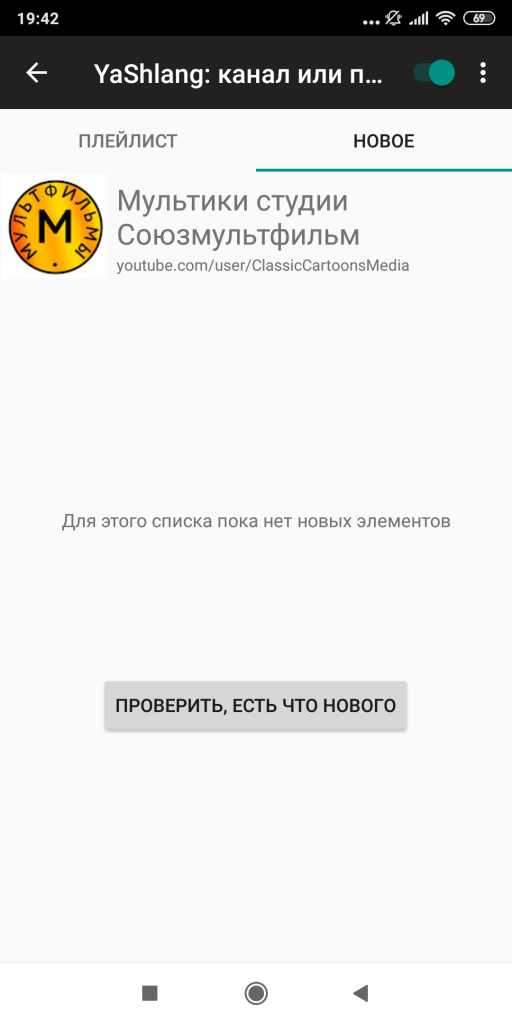 19:42
69
YaShlang: канал или п...
ПЛЕЙЛИСТ
НОВОЕ
МУЛЬТФИЛЬМЫ
М
Мультики студии
Союзмультфильм
youtube.com/user/ClassicCartoonsMedia
Для этого списка пока нет новых элементов
ПРОВЕРИТЬ, ЕСТЬ ЧТО НОВОГО